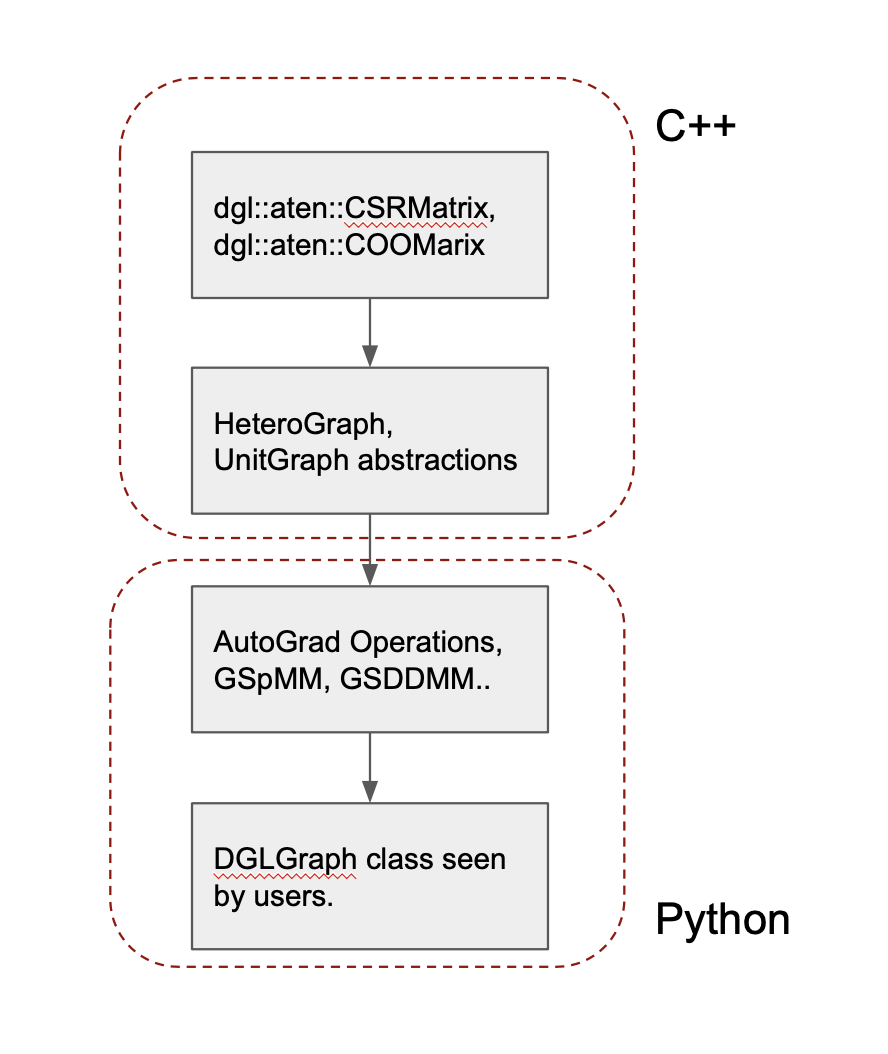 C++
dgl::aten::CSRMatrix,
dgl::aten::COOMarix
HeteroGraph,
UnitGraph abstractions
AutoGrad Operations,
GSpMM, GSDDMM..
DGLGraph class seen
by users.
Python